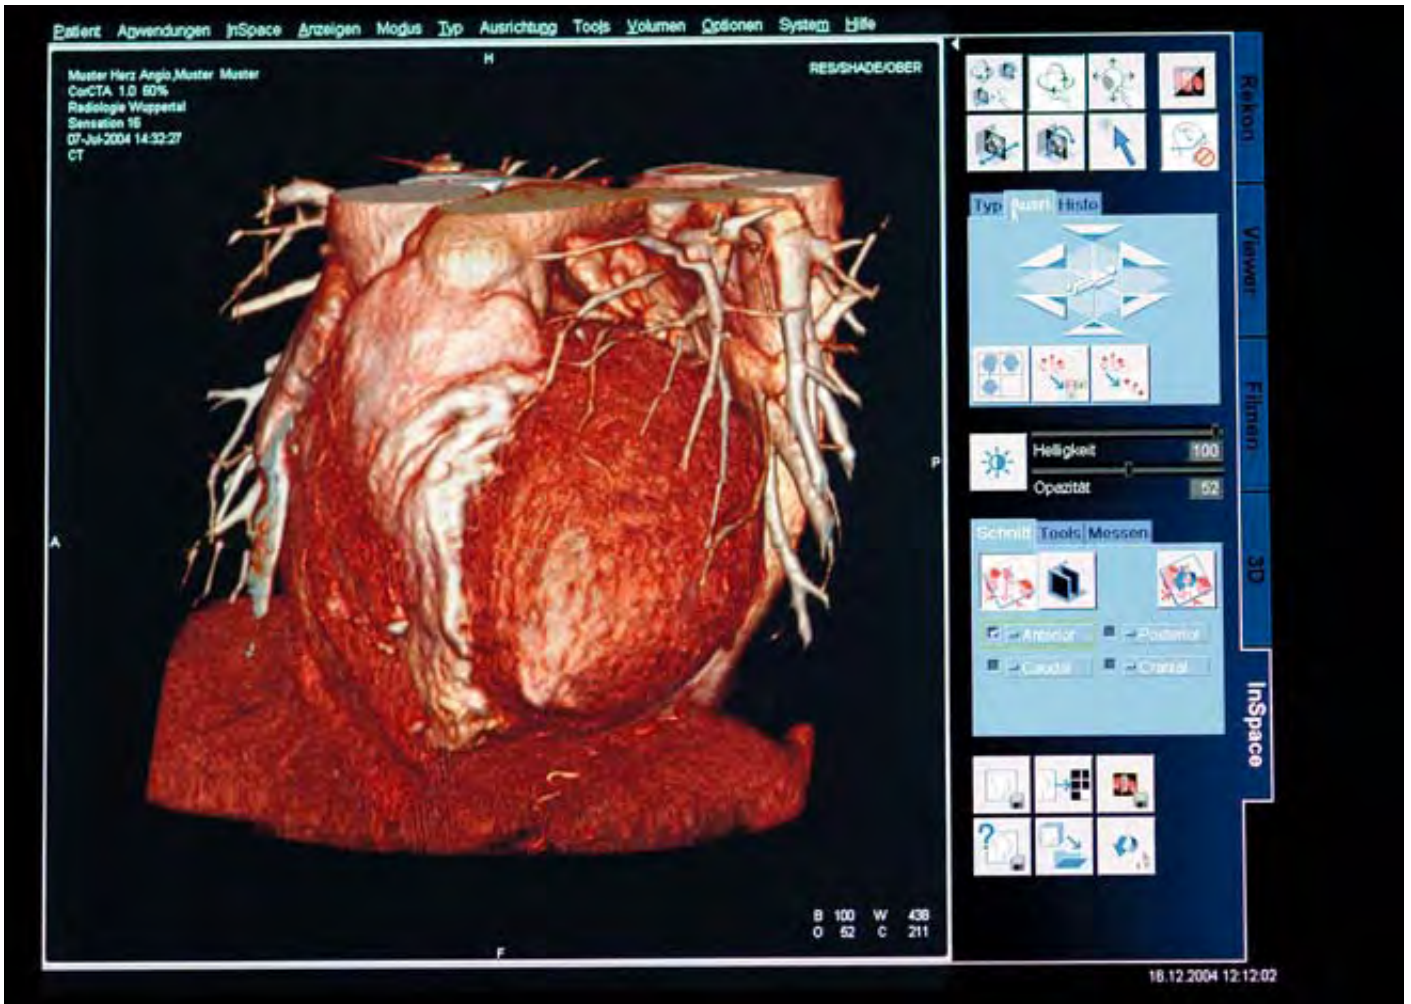 Patient Anwendungen InSpace Anzeigen Modus Typ Ausrichtung Tools Volumen Optionen System Hilfe
H
Muster Herz Angio,Muster Muster
CorCTA 1.0 60%
Radiologie Wuppertal
Sensation 16
07-Jul-2004 14:32:27
CT
RES/SHADE/OBER
A
P
F
B 100 W 438
O 52 C 211
Typ Ausri Histo
Helligkeit 100
Opazität 52
Schnitt Tools Messen
Anterior Posterior
Caudal Cranial
?
Rekon
Viewer
Filmen
3D
InSpace
16.12.2004 12:12:02